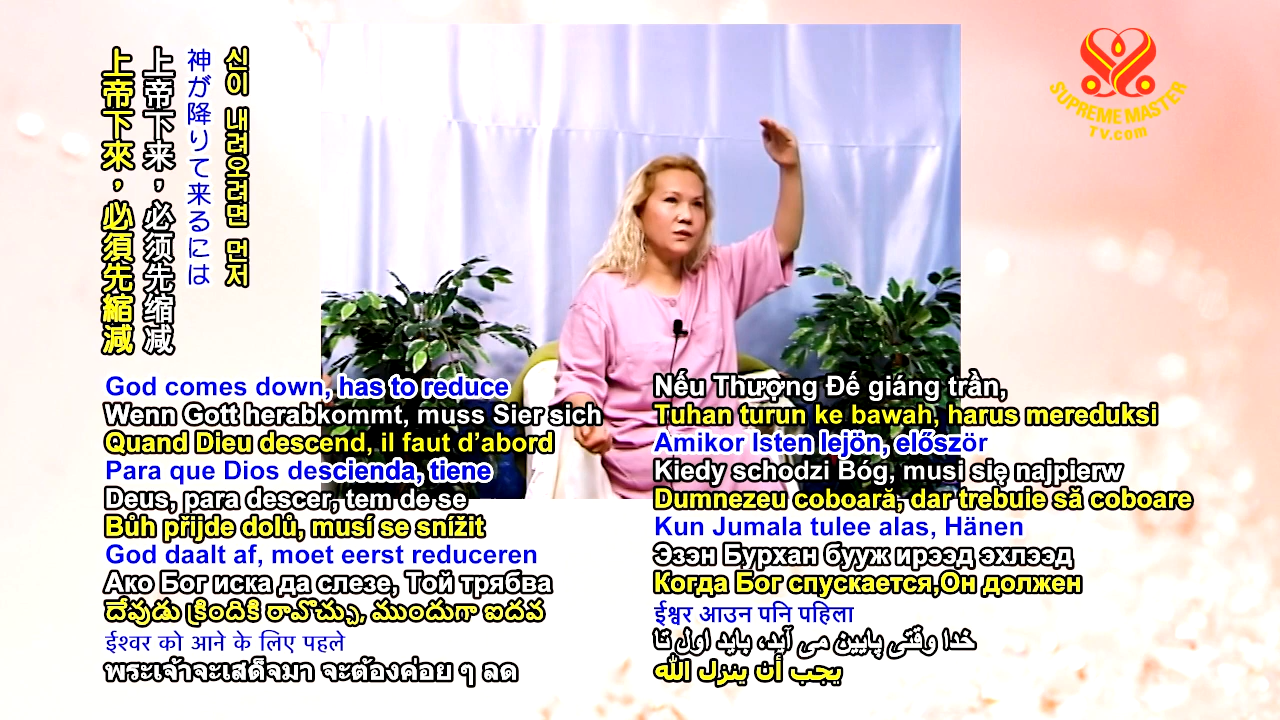 上帝下來，必須先縮減
上帝下来，必须先缩减
神が降りて来るには
신이 내려오려면 먼저
SUPREME MASTER
TV.com
God comes down, has to reduce
Wenn Gott herabkommt, muss Sier sich
Quand Dieu descend, il faut d’abord
Para que Dios descienda, tiene
Deus, para descer, tem de se
Bůh přijde dolů, musí se snížit
God daalt af, moet eerst reduceren
Ако Бог иска да слезе, Той трябва
దేవుడు క్రిందికి రావొచ్చు, ముందుగా ఐదవ
ईश्वर को आने के लिए पहले
พระเจ้าจะเสด็จมา จะต้องค่อย ๆ ลด
Nếu Thượng Đế giáng trần,
Tuhan turun ke bawah, harus mereduksi
Amikor Isten lejön, először
Kiedy schodzi Bóg, musi się najpierw
Dumnezeu coboară, dar trebuie să coboare
Kun Jumala tulee alas, Hänen
Эзэн Бурхан бууж ирээд эхлээд
Когда Бог спускается,Он должен
ईश्वर आउन पनि पहिला
خدا وقتی پایین می آید، باید اول تا
يجب أن ينزل الله